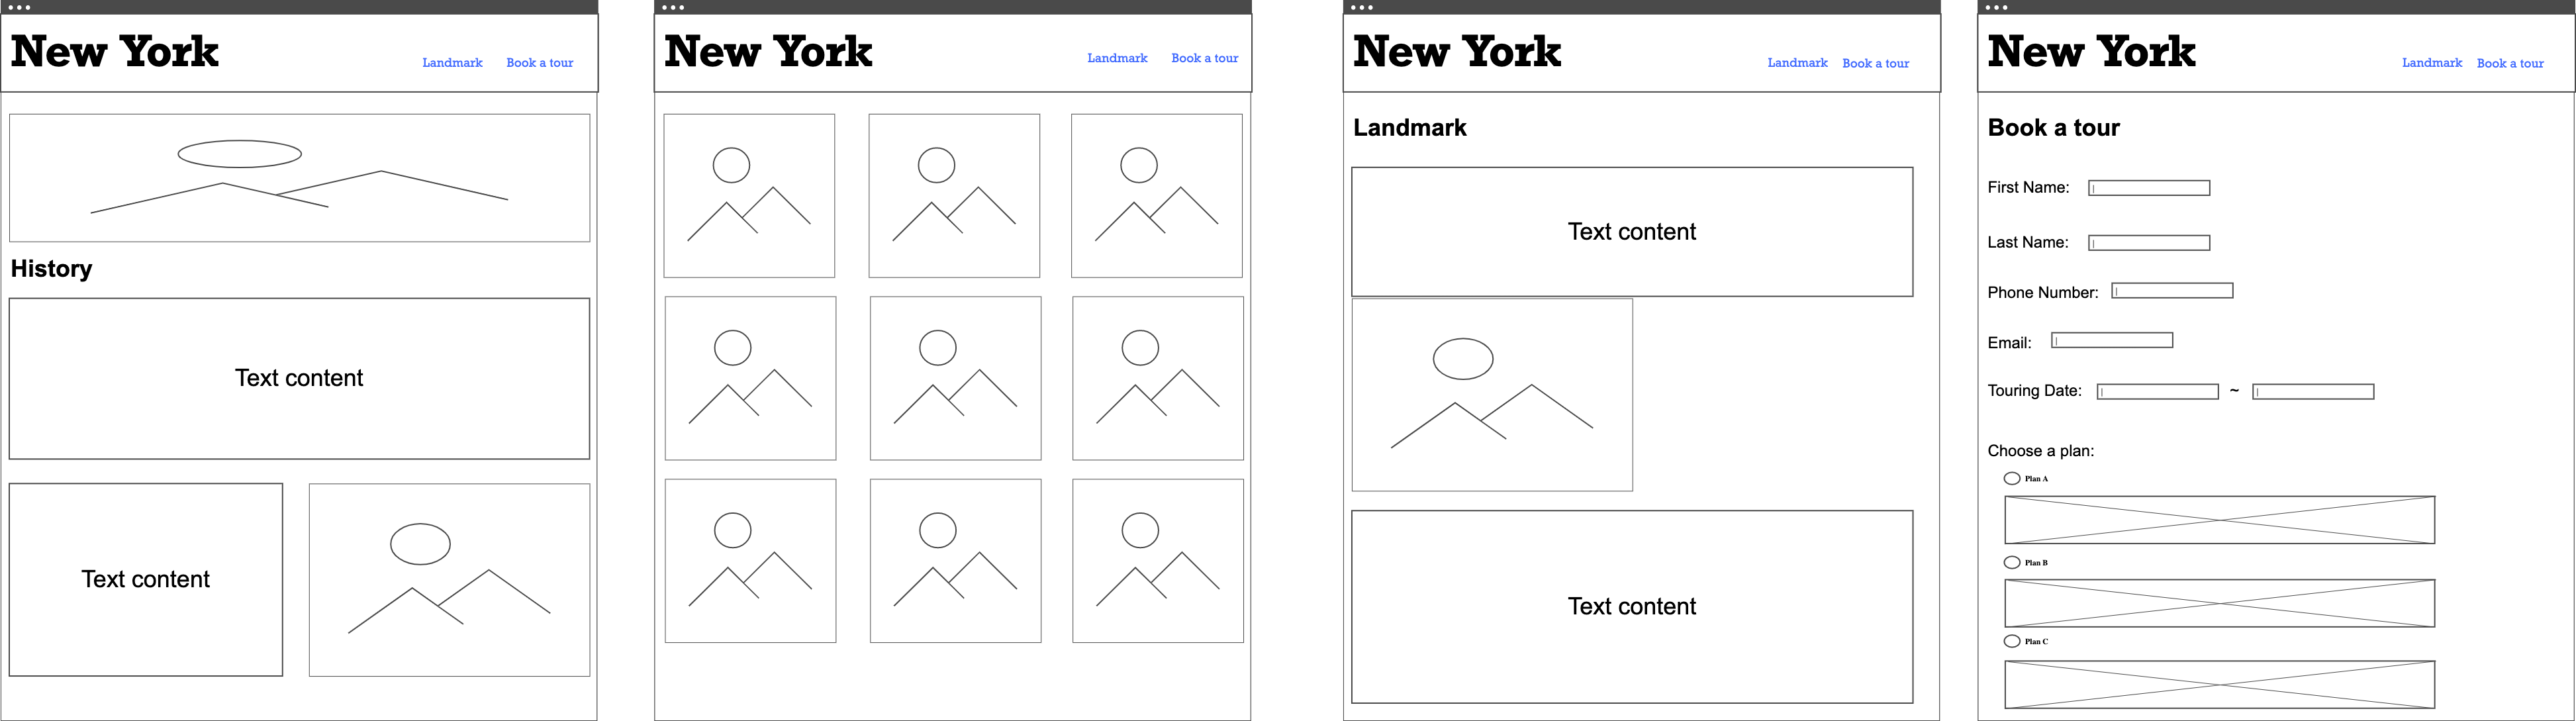 New York
Landmark Book a tour
History
Text content
Text content
New York
Landmark Book a tour
New York
Landmark Book a tour
Landmark
Text content
Text content
New York
Landmark Book a tour
Book a tour
First Name:
Last Name:
Phone Number:
Email:
Touring Date: ~
Choose a plan:
Plan A
Plan B
Plan C